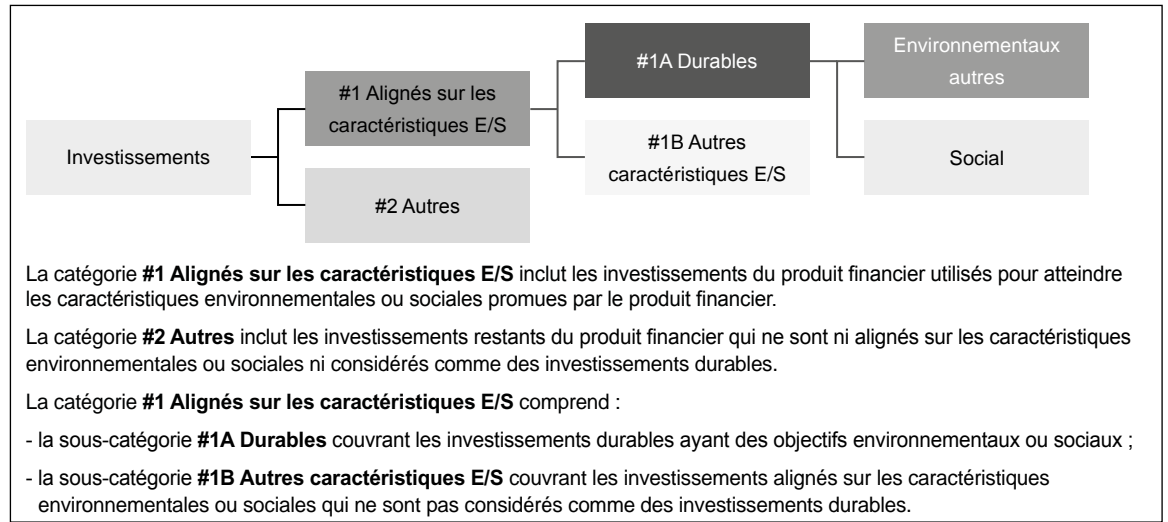 Investissements
#1 Alignés sur les
caractéristiques E/S
#2 Autres
#1A Durables
#1B Autres
caractéristiques E/S
Environnementaux
autres
Social
La catégorie #1 Alignés sur les caractéristiques E/S inclut les investissements du produit financier utilisés pour atteindre
les caractéristiques environnementales ou sociales promues par le produit financier.
La catégorie #2 Autres inclut les investissements restants du produit financier qui ne sont ni alignés sur les caractéristiques
environnementales ou sociales ni considérés comme des investissements durables.
La catégorie #1 Alignés sur les caractéristiques E/S comprend :
- la sous-catégorie #1A Durables couvrant les investissements durables ayant des objectifs environnementaux ou sociaux ;
- la sous-catégorie #1B Autres caractéristiques E/S couvrant les investissements alignés sur les caractéristiques
environnementales ou sociales qui ne sont pas considérés comme des investissements durables.